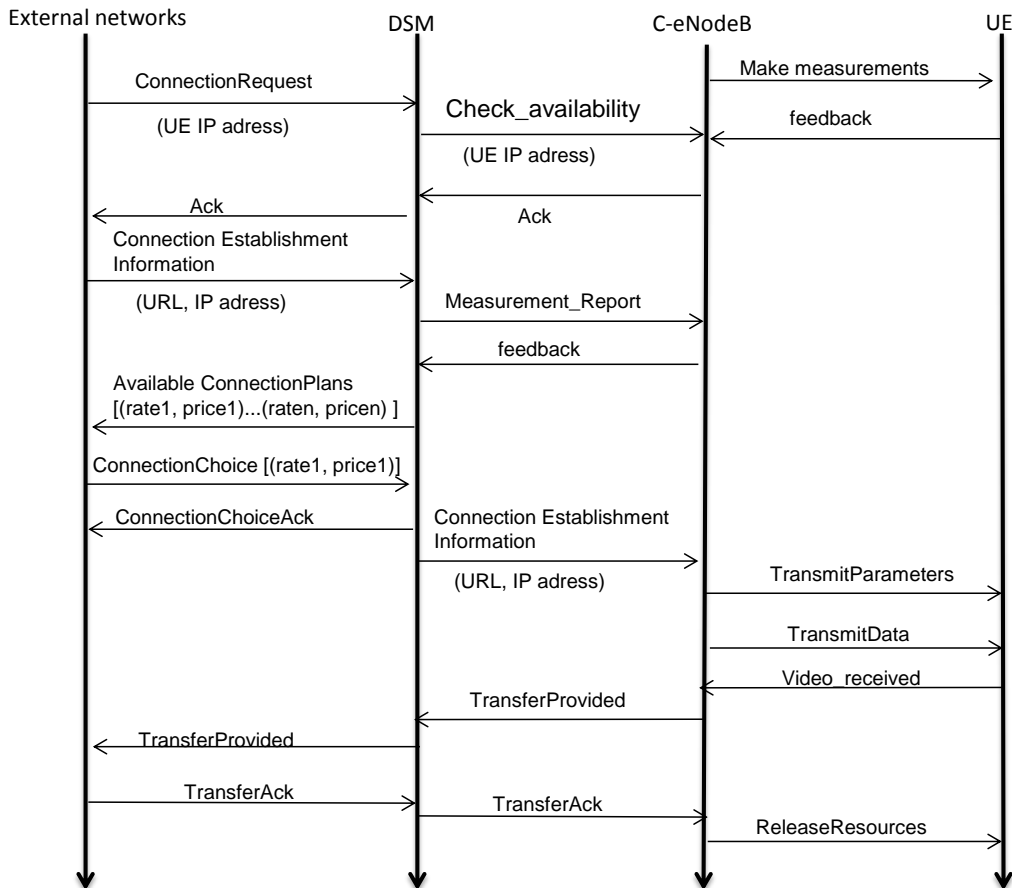 External networks
DSM
C-eNodeB
UE
Make measurements
ConnectionRequest
(UE IP adress)
Check_availability
(UE IP adress)
feedback
Ack
Ack
Connection Establishment
Information
(URL, IP adress)
Measurement_Report
feedback
Available ConnectionPlans
[(rate1, price1)...(raten, pricen) ]
ConnectionChoice [(rate1, price1)]
ConnectionChoiceAck
Connection Establishment
Information
(URL, IP adress)
TransmitParameters
TransmitData
Video_received
TransferProvided
TransferProvided
TransferAck
TransferAck
ReleaseResources